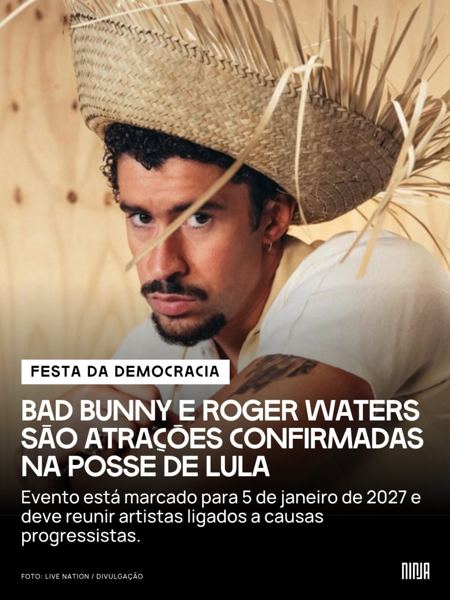 FESTA DA DEMOCRACIA
BAD BUNNY E ROGER WATERS
SÃO ATRAÇÕES CONFIRMADAS
NA POSSE DE LULA
Evento está marcado para 5 de janeiro de 2027 e
deve reunir artistas ligados a causas
progressistas.
FOTO: LIVE NATION / DIVULGAÇÃO
NINJA